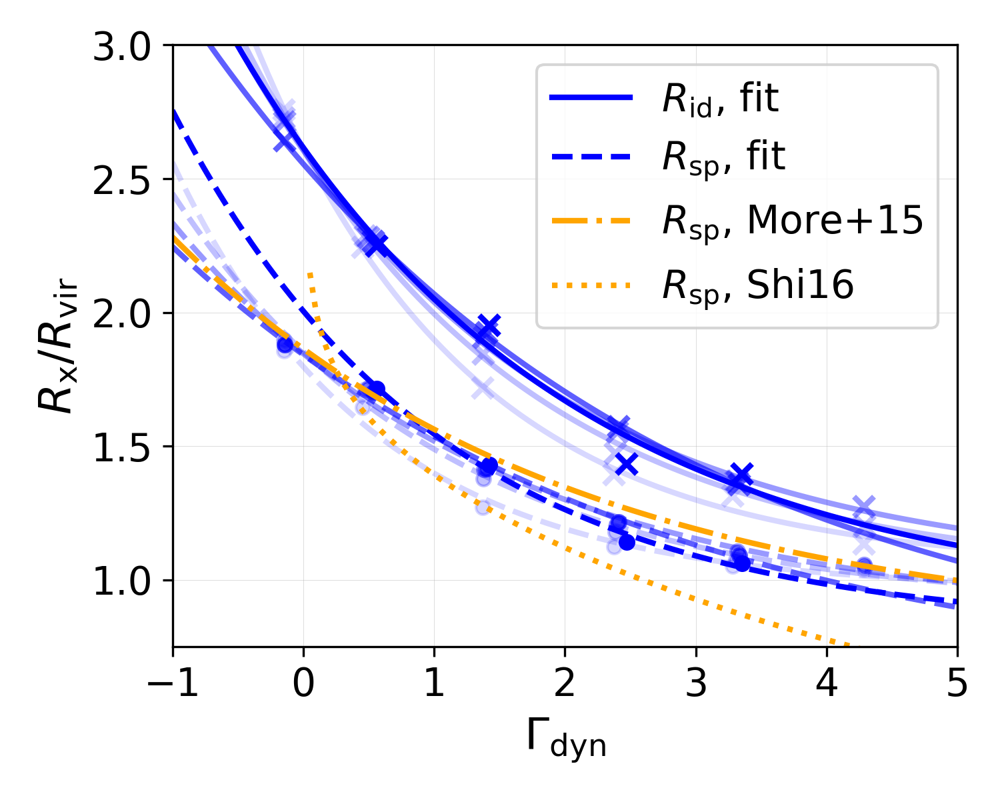 3.0
2.5
2.0
1.5
1.0
−1 0 1 2 3 4 5
R_x/R_vir
Γ_dyn
R_id, fit
R_sp, fit
R_sp, More+15
R_sp, Shi16